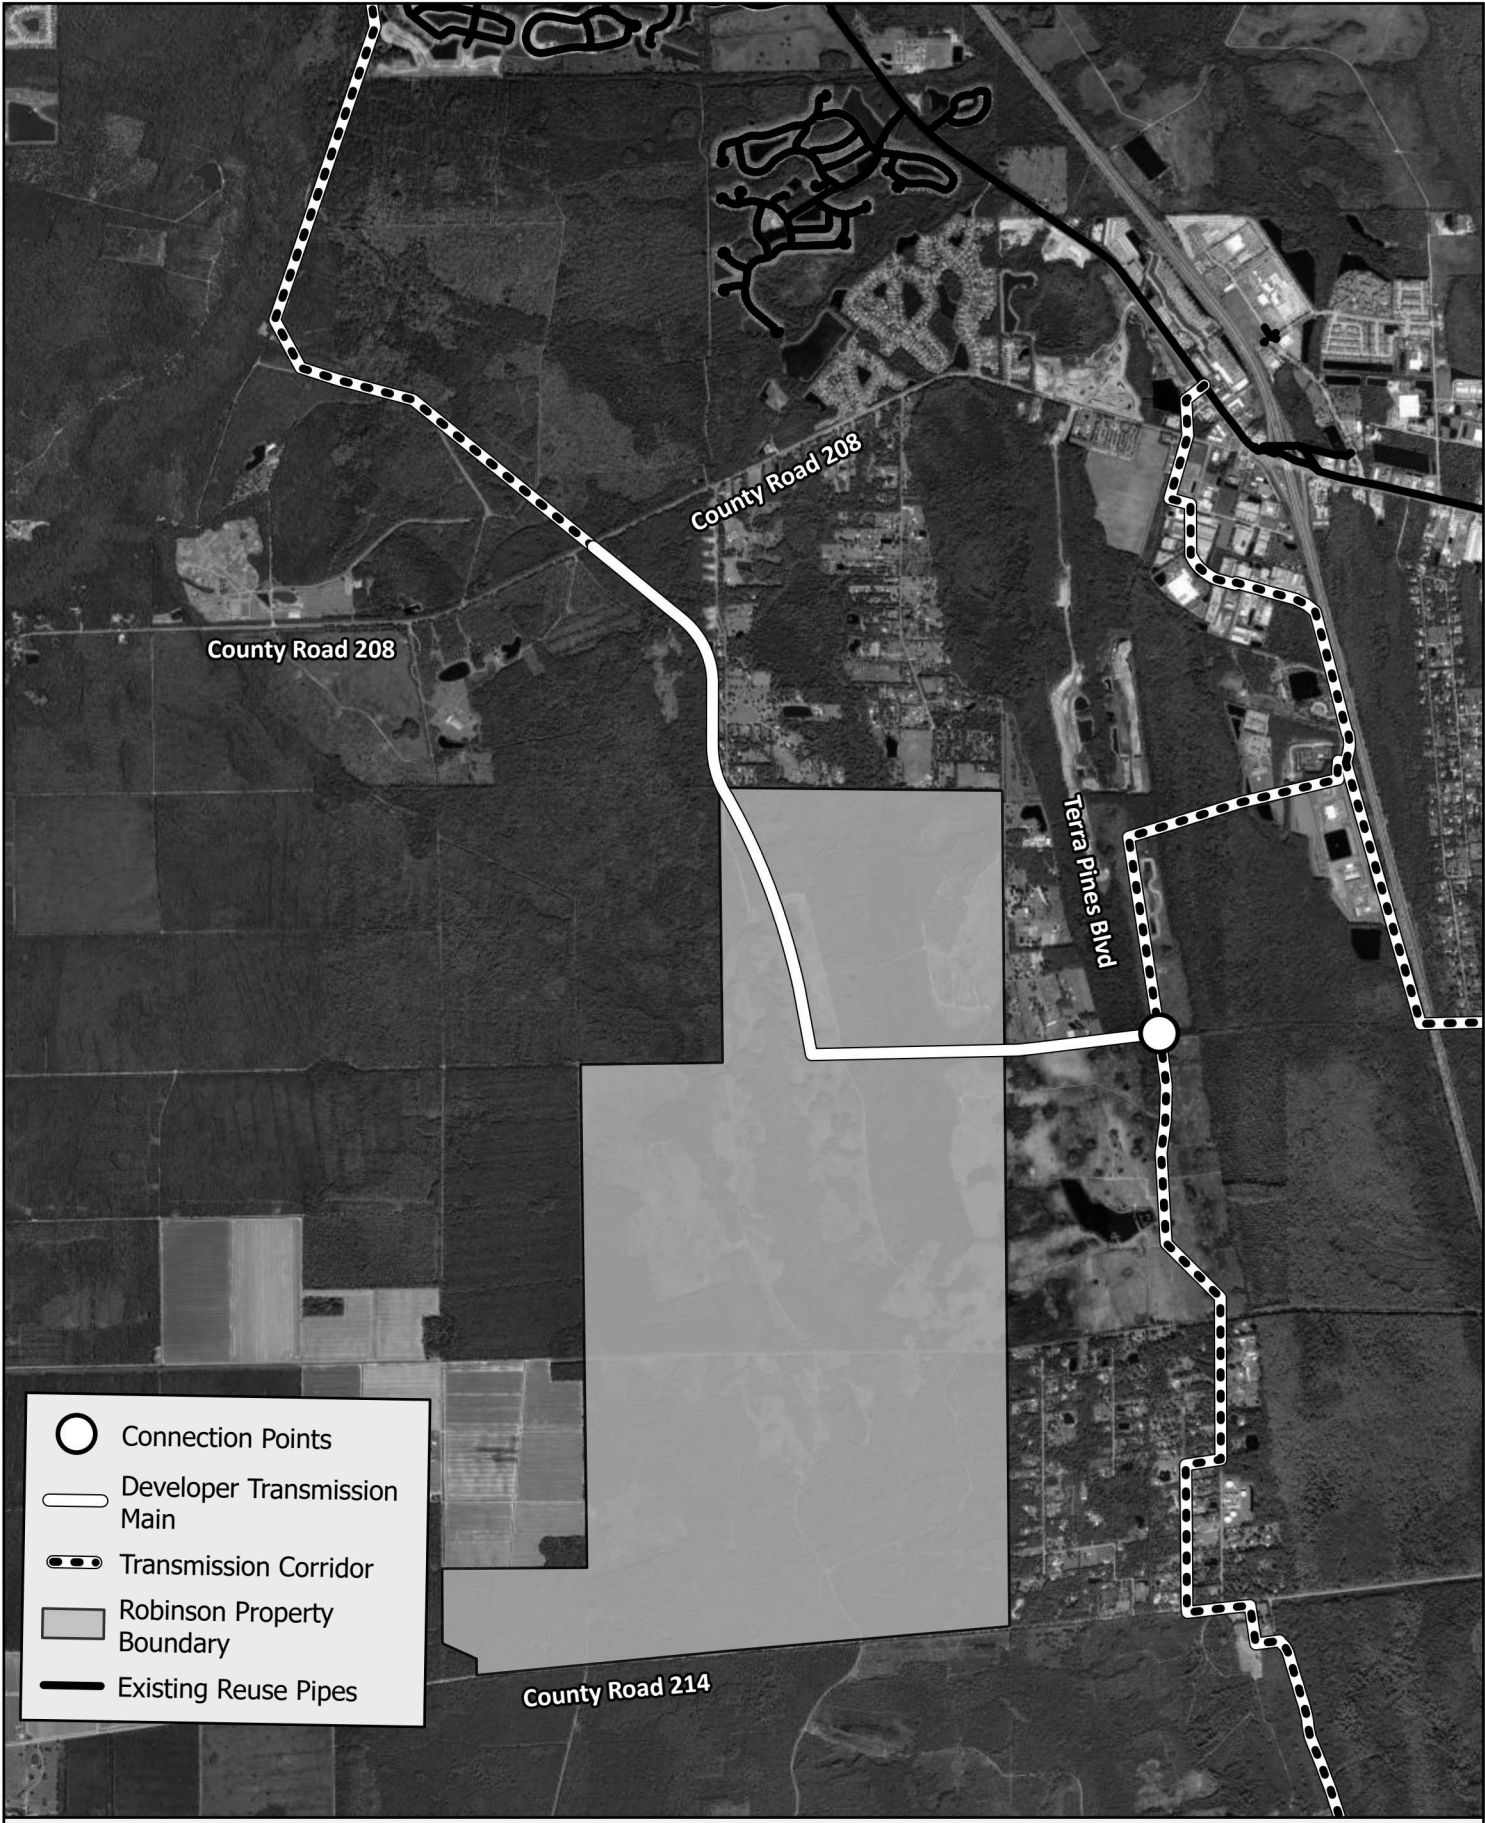 County Road 208
County Road 208
Terra Pines Blvd
Connection Points
Developer Transmission
Main
Transmission Corridor
Robinson Property
Boundary
Existing Reuse Pipes
County Road 214